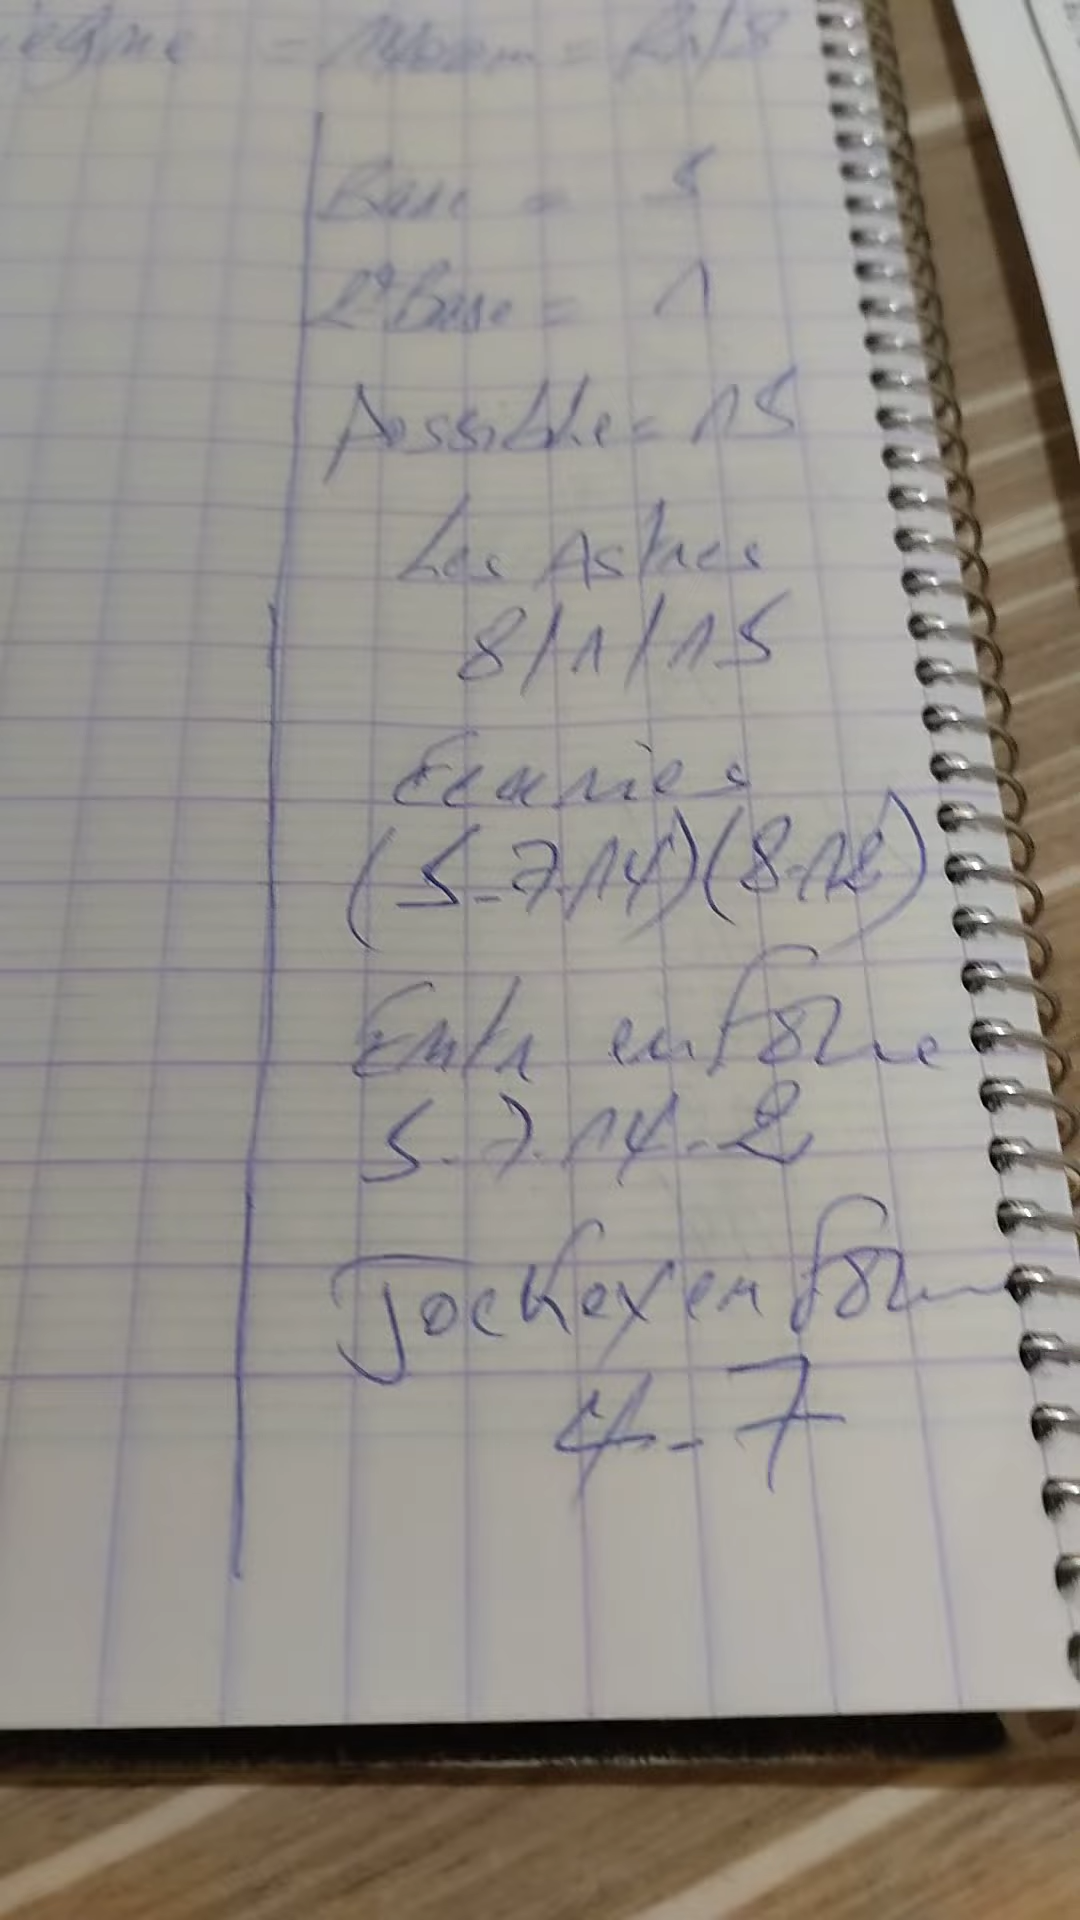 Base = 5
2e Base = 1
possible = 15
Les Astres
8/1/15
Ecuries
(5-7-14)(8-12)
Entr en forme
5-7-14-2
Jockey en form
4-7